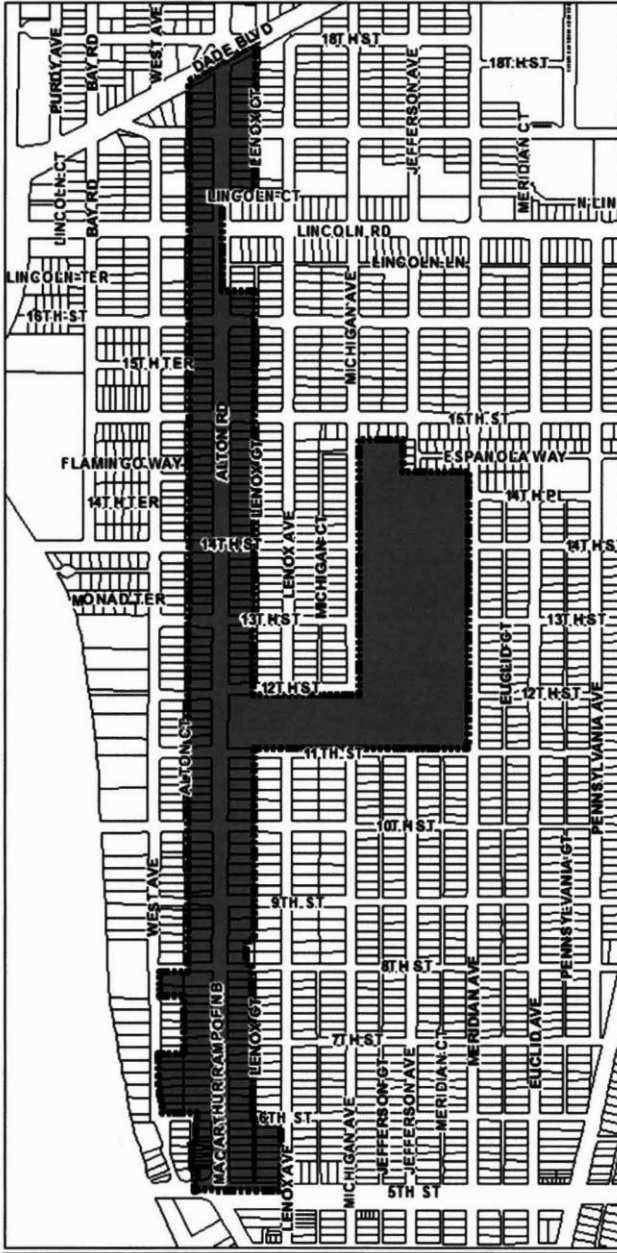 PURDY AVE
BAY RD
WEST AVE
DADE BLVD
18TH ST
18TH ST
JEFFERSON AVE
LENOX CT
MERIDIAN CT
LINCOLN CT
BAY RD
LINCOLN CT
N LIN
LINCOLN RD
LINCOLN LN
LINCOLN TER
16TH ST
MICHIGAN AVE
15TH TER
ALTON RD
15TH ST
ESPANOLA WAY
FLAMINGO WAY
LENOX CT
14TH PL
14TH TER
14TH ST
LENOX AVE
MICHIGAN CT
14TH S
MONAD TER
13TH ST
13TH ST
EUCLID CT
12TH ST
12TH ST
PENNSYLVANIA AVE
ALTON CT
11TH ST
10TH ST
WEST AVE
9TH ST
PENNSYLVANIA CT
8TH ST
MERIDIAN AVE
MACARTHUR RAMP OF NB
LENOX CT
7TH ST
EUCLID AVE
MERIDIAN CT
JEFFERSON CT
JEFFERSON AVE
6TH ST
MICHIGAN AVE
LENOX AVE
5TH ST